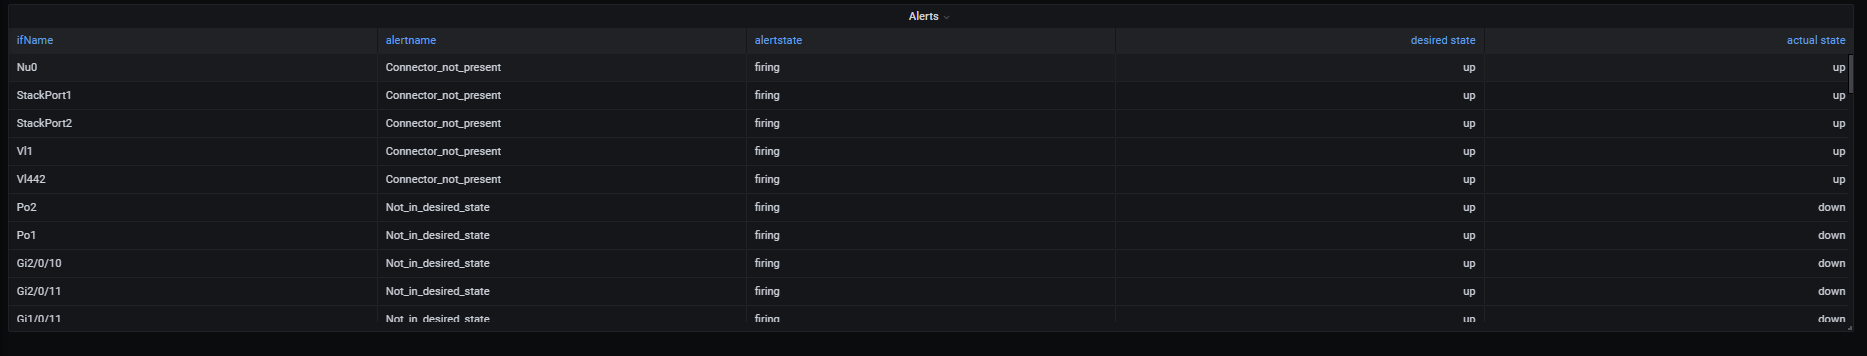 Alerts
ifName alertname alertstate desired state actual state
Nu0 Connector_not_present firing up up
StackPort1 Connector_not_present firing up up
StackPort2 Connector_not_present firing up up
Vl1 Connector_not_present firing up up
Vl442 Connector_not_present firing up up
Po2 Not_in_desired_state firing up down
Po1 Not_in_desired_state firing up down
Gi2/0/10 Not_in_desired_state firing up down
Gi2/0/11 Not_in_desired_state firing up down
Gi1/0/11 Not_in_desired_state firing up down